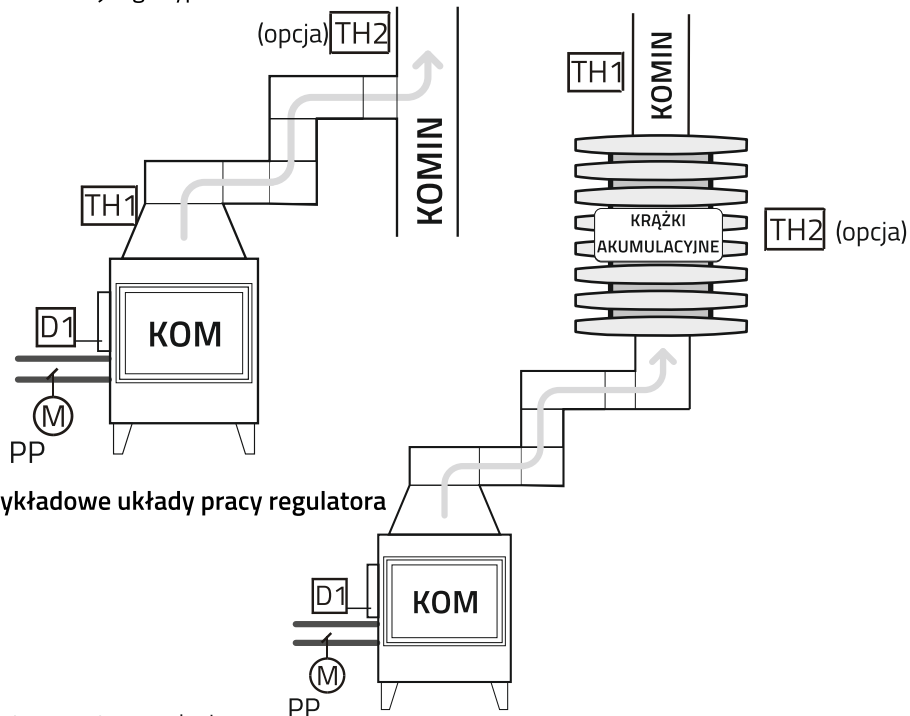 (opcja) TH2
KOMIN
TH1
D1
KOM
M
PP
ykładowe układy pracy regulatora
TH1
KOMIN
KRĄŻKI
AKUMULACYJNE
TH2 (opcja)
D1
KOM
M
PP